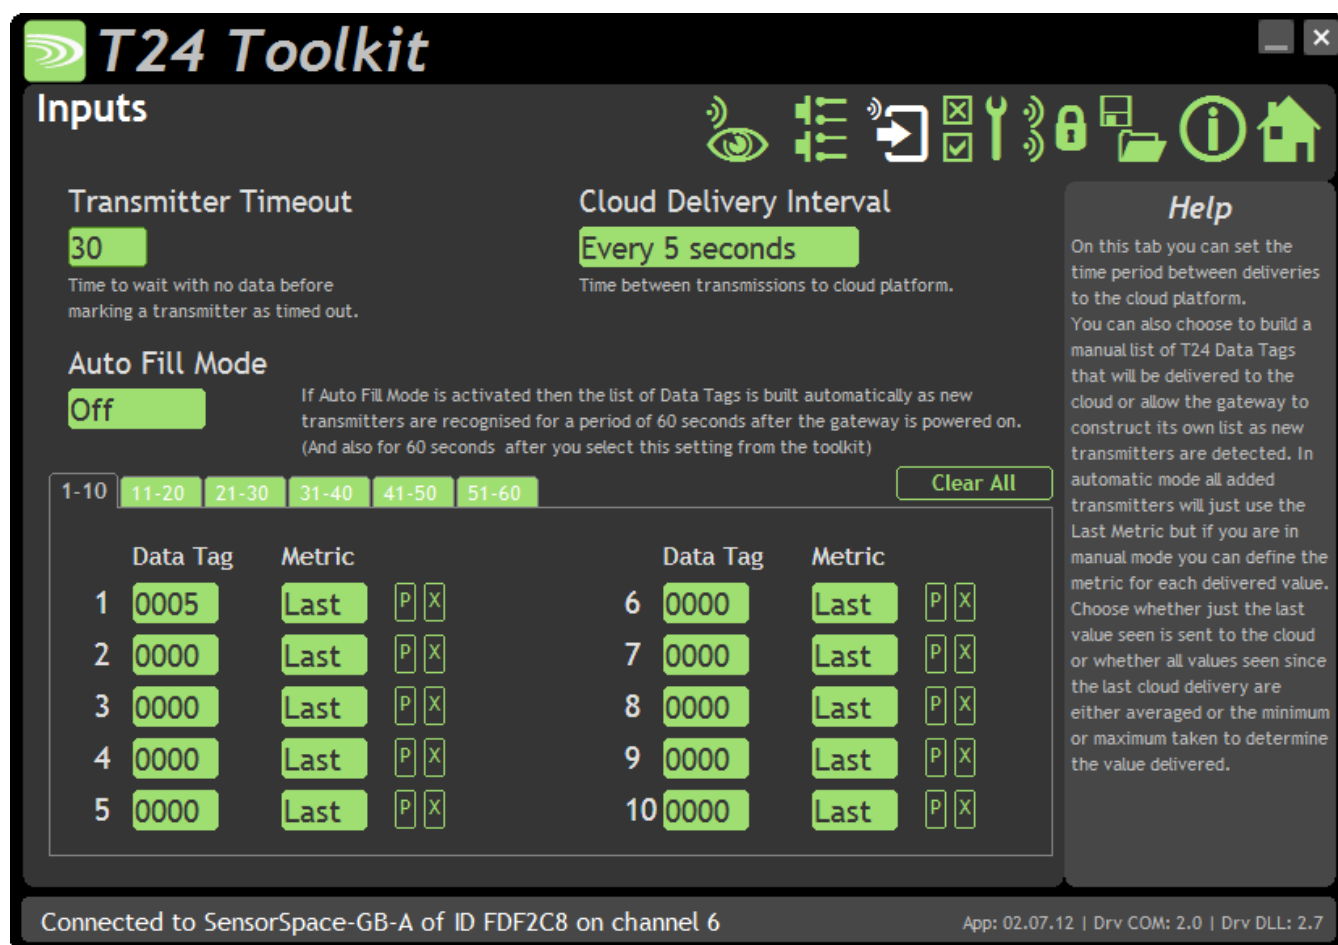 T24 Toolkit
Inputs
Transmitter Timeout
30
Time to wait with no data before
marking a transmitter as timed out.
Cloud Delivery Interval
Every 5 seconds
Time between transmissions to cloud platform.
Auto Fill Mode
Off
If Auto Fill Mode is activated then the list of Data Tags is built automatically as new
transmitters are recognised for a period of 60 seconds after the gateway is powered on.
(And also for 60 seconds after you select this setting from the toolkit)
1-10 11-20 21-30 31-40 41-50 51-60 Clear All
Data Tag Metric Data Tag Metric
1 0005 Last P X 6 0000 Last P X
2 0000 Last P X 7 0000 Last P X
3 0000 Last P X 8 0000 Last P X
4 0000 Last P X 9 0000 Last P X
5 0000 Last P X 10 0000 Last P X
Help
On this tab you can set the
time period between deliveries
to the cloud platform.
You can also choose to build a
manual list of T24 Data Tags
that will be delivered to the
cloud or allow the gateway to
construct its own list as new
transmitters are detected. In
automatic mode all added
transmitters will just use the
Last Metric but if you are in
manual mode you can define the
metric for each delivered value.
Choose whether just the last
value seen is sent to the cloud
or whether all values seen since
the last cloud delivery are
either averaged or the minimum
or maximum taken to determine
the value delivered.
Connected to SensorSpace-GB-A of ID FDF2C8 on channel 6
App: 02.07.12 | Drv COM: 2.0 | Drv DLL: 2.7